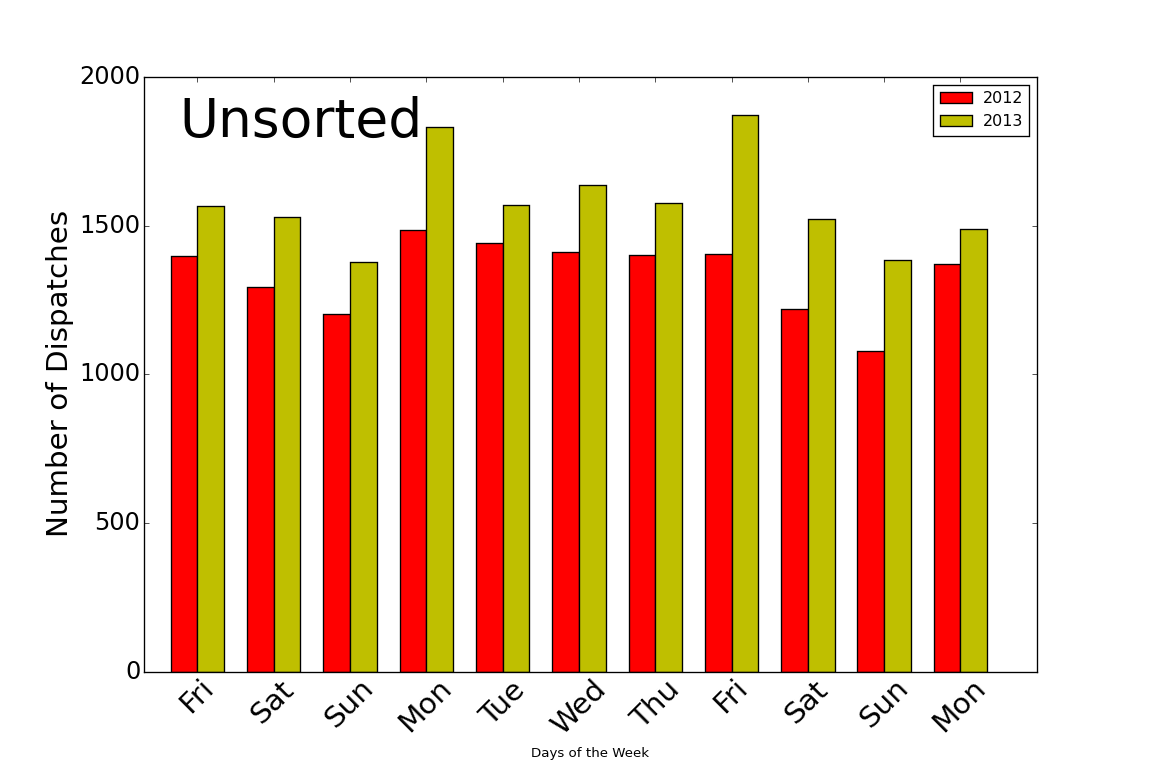 Unsorted
2012
2013
Number of Dispatches
2000
1500
1000
500
0
Fri Sat Sun Mon Tue Wed Thu Fri Sat Sun Mon
Days of the Week